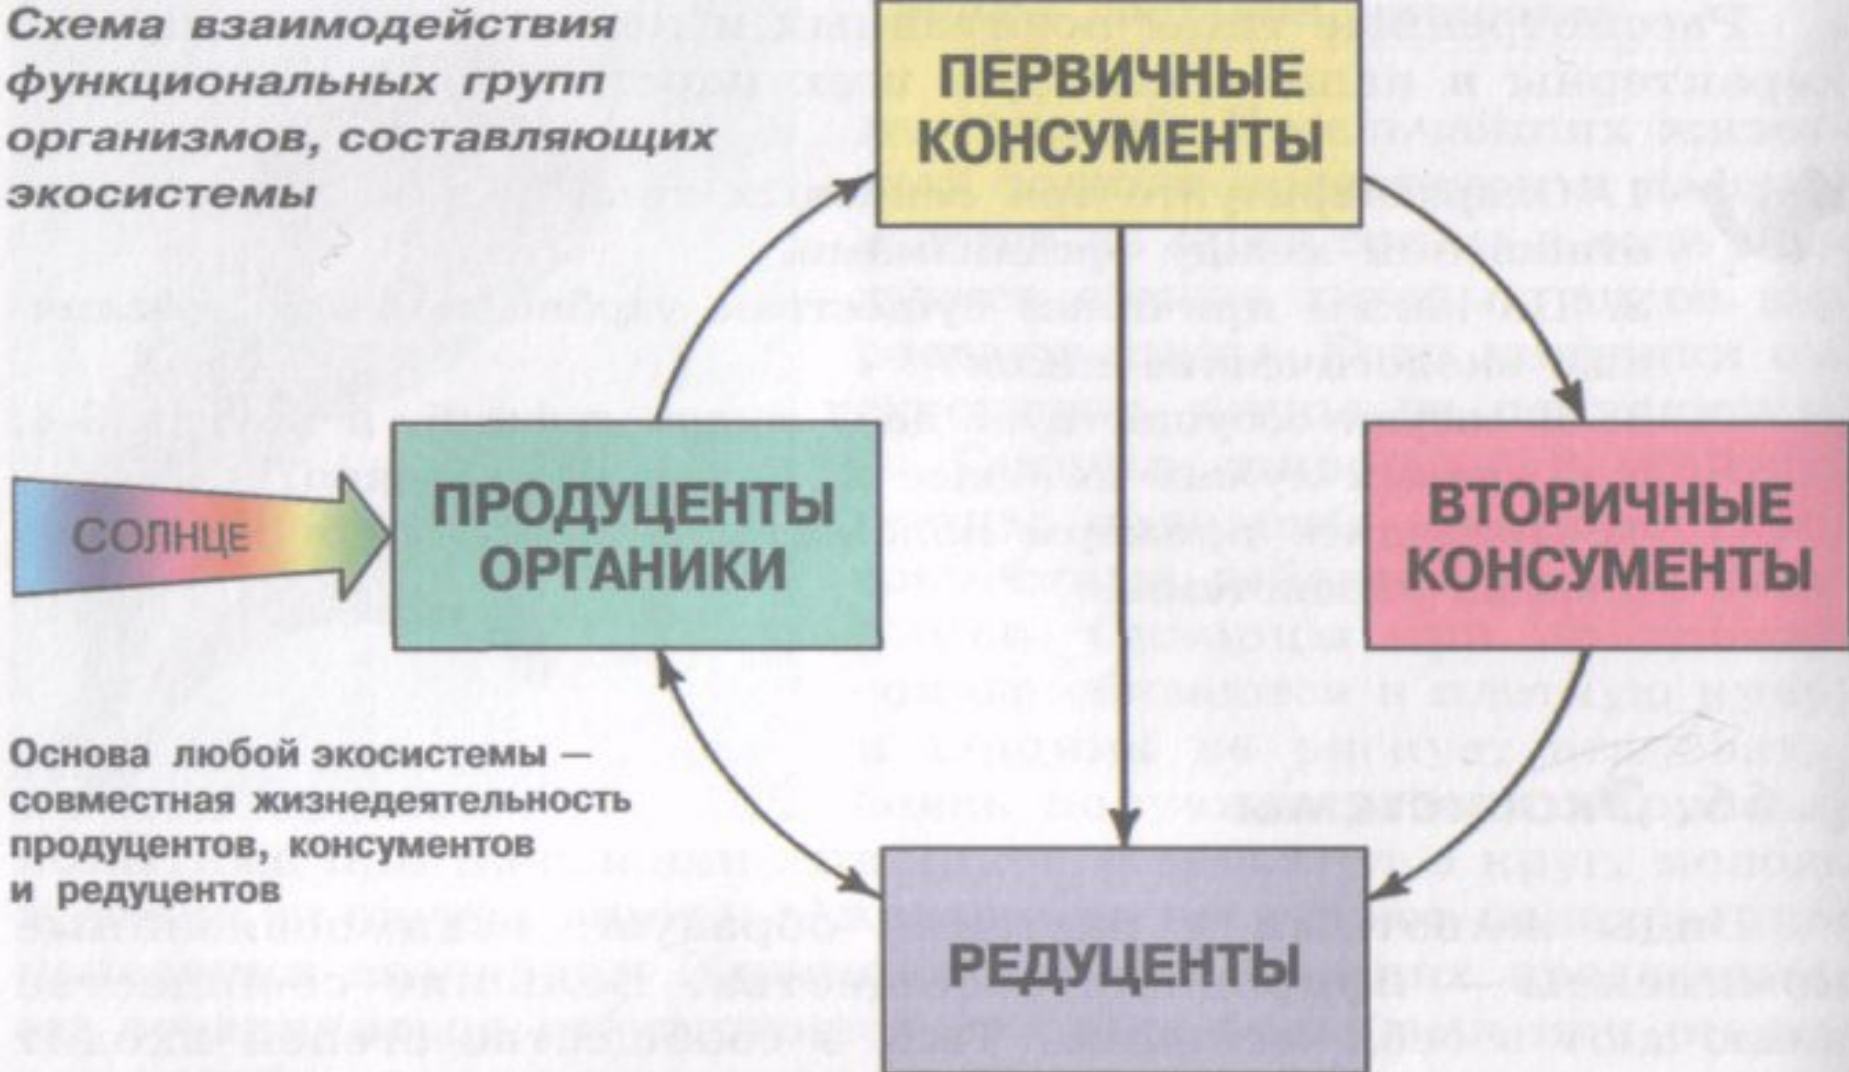 Схема взаимодействия
функциональных групп
организмов, составляющих
экосистемы
ПЕРВИЧНЫЕ
КОНСУМЕНТЫ
СОЛНЦЕ
ПРОДУЦЕНТЫ
ОРГАНИКИ
ВТОРИЧНЫЕ
КОНСУМЕНТЫ
Основа любой экосистемы —
совместная жизнедеятельность
продуцентов, консументов
и редуцентов
РЕДУЦЕНТЫ